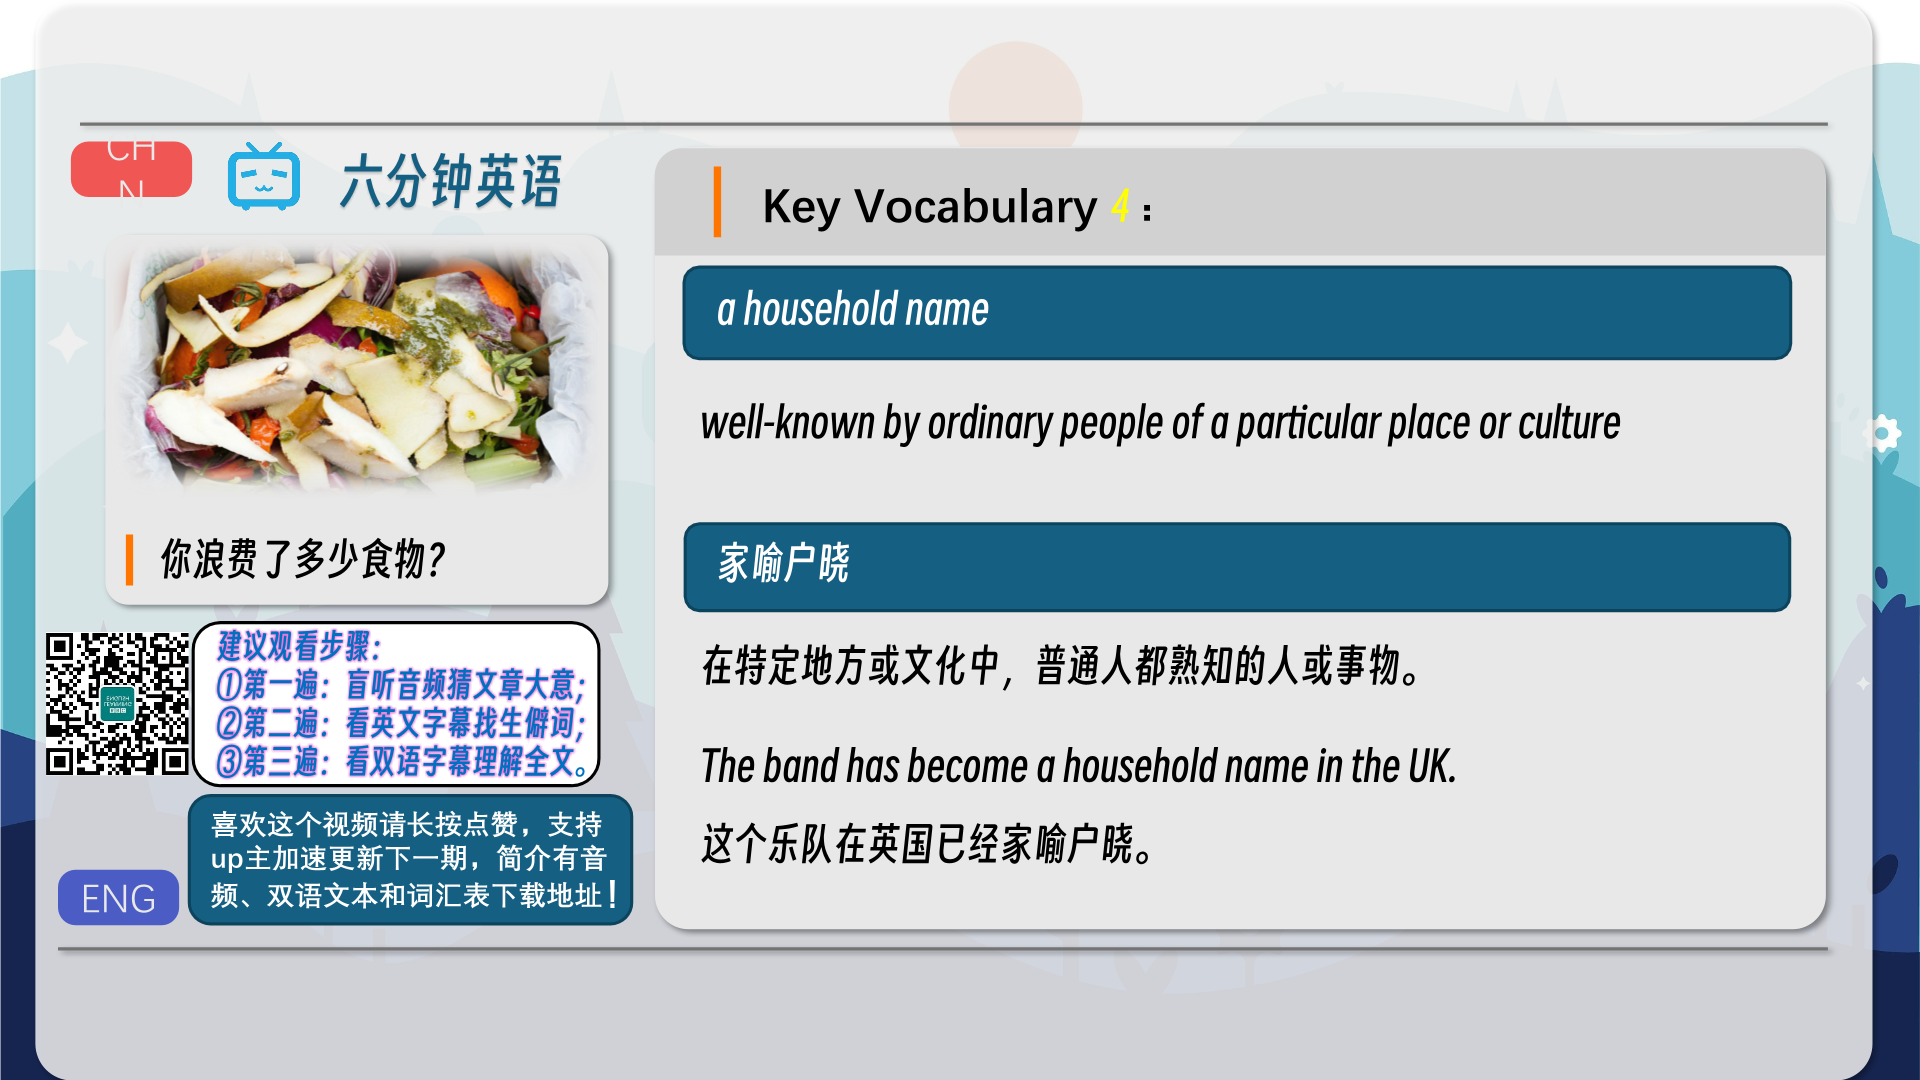 CH
N
六分钟英语
你浪费了多少食物?
建议观看步骤:
①第一遍：盲听音频猜文章大意;
②第二遍：看英文字幕找生僻词;
③第三遍：看双语字幕理解全文。
喜欢这个视频请长按点赞，支持
up主加速更新下一期，简介有音
频、双语文本和词汇表下载地址！
ENG
Key Vocabulary 4：
a household name
well-known by ordinary people of a particular place or culture
家喻户晓
在特定地方或文化中，普通人都熟知的人或事物。
The band has become a household name in the UK.
这个乐队在英国已经家喻户晓。